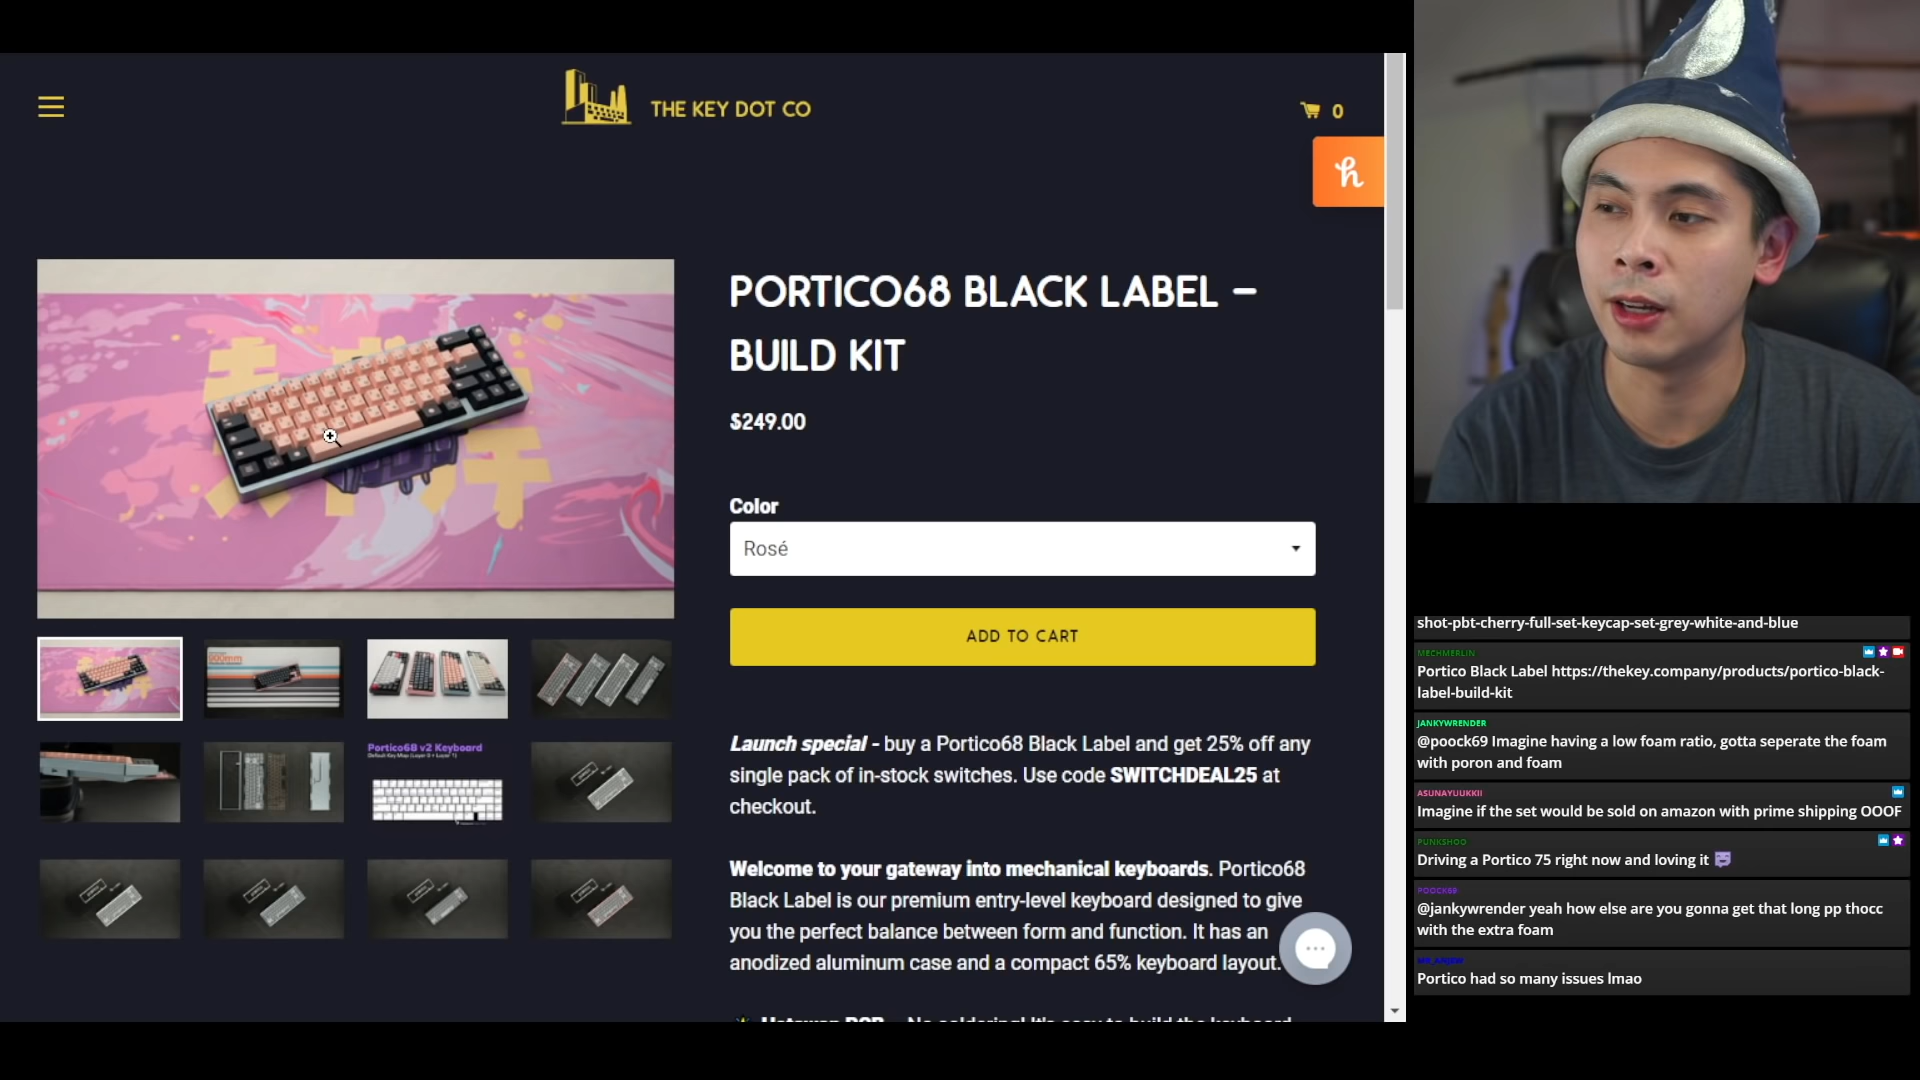 THE KEY DOT CO
0
PORTICO68 BLACK LABEL –
BUILD KIT
$249.00
Color
Rosé
ADD TO CART
Launch special - buy a Portico68 Black Label and get 25% off any
single pack of in-stock switches. Use code SWITCHDEAL25 at
checkout.
Welcome to your gateway into mechanical keyboards. Portico68
Black Label is our premium entry-level keyboard designed to give
you the perfect balance between form and function. It has an
anodized aluminum case and a compact 65% keyboard layout.
Portico68 v2 Keyboard
shot-pbt-cherry-full-set-keycap-set-grey-white-and-blue
MECHMERLIN
Portico Black Label https://thekey.company/products/portico-black-
label-build-kit
JANKYWRENDER
@poock69 Imagine having a low foam ratio, gotta seperate the foam
with poron and foam
ASUNAYUUKKII
Imagine if the set would be sold on amazon with prime shipping OOOF
PUNKSHOO
Driving a Portico 75 right now and loving it
POOCK69
@jankywrender yeah how else are you gonna get that long pp thocc
with the extra foam
Portico had so many issues lmao